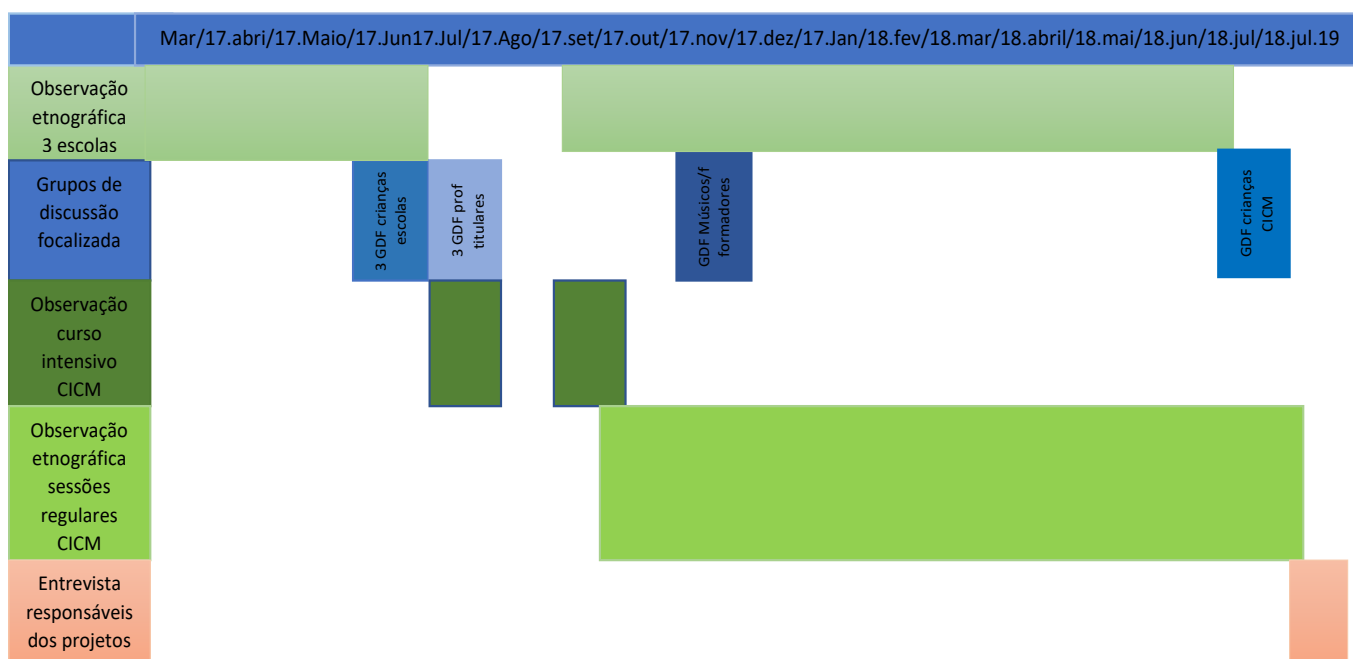 Mar/17.abri/17.Maio/17.Jun17.Jul/17.Ago/17.set/17.out/17.nov/17.dez/17.Jan/18.fev/18.mar/18.abril/18.mai/18.jun/18.jul/18.jul.19
Observação
etnográfica
3 escolas
Grupos de
discussão
focalizada
3 GDF crianças
escolas
3 GDF prof
titulares
GDF Músicos/f
formadores
GDF crianças
CICM
Observação
curso
intensivo
CICM
Observação
etnográfica
sessões
regulares
CICM
Entrevista
responsáveis
dos projetos